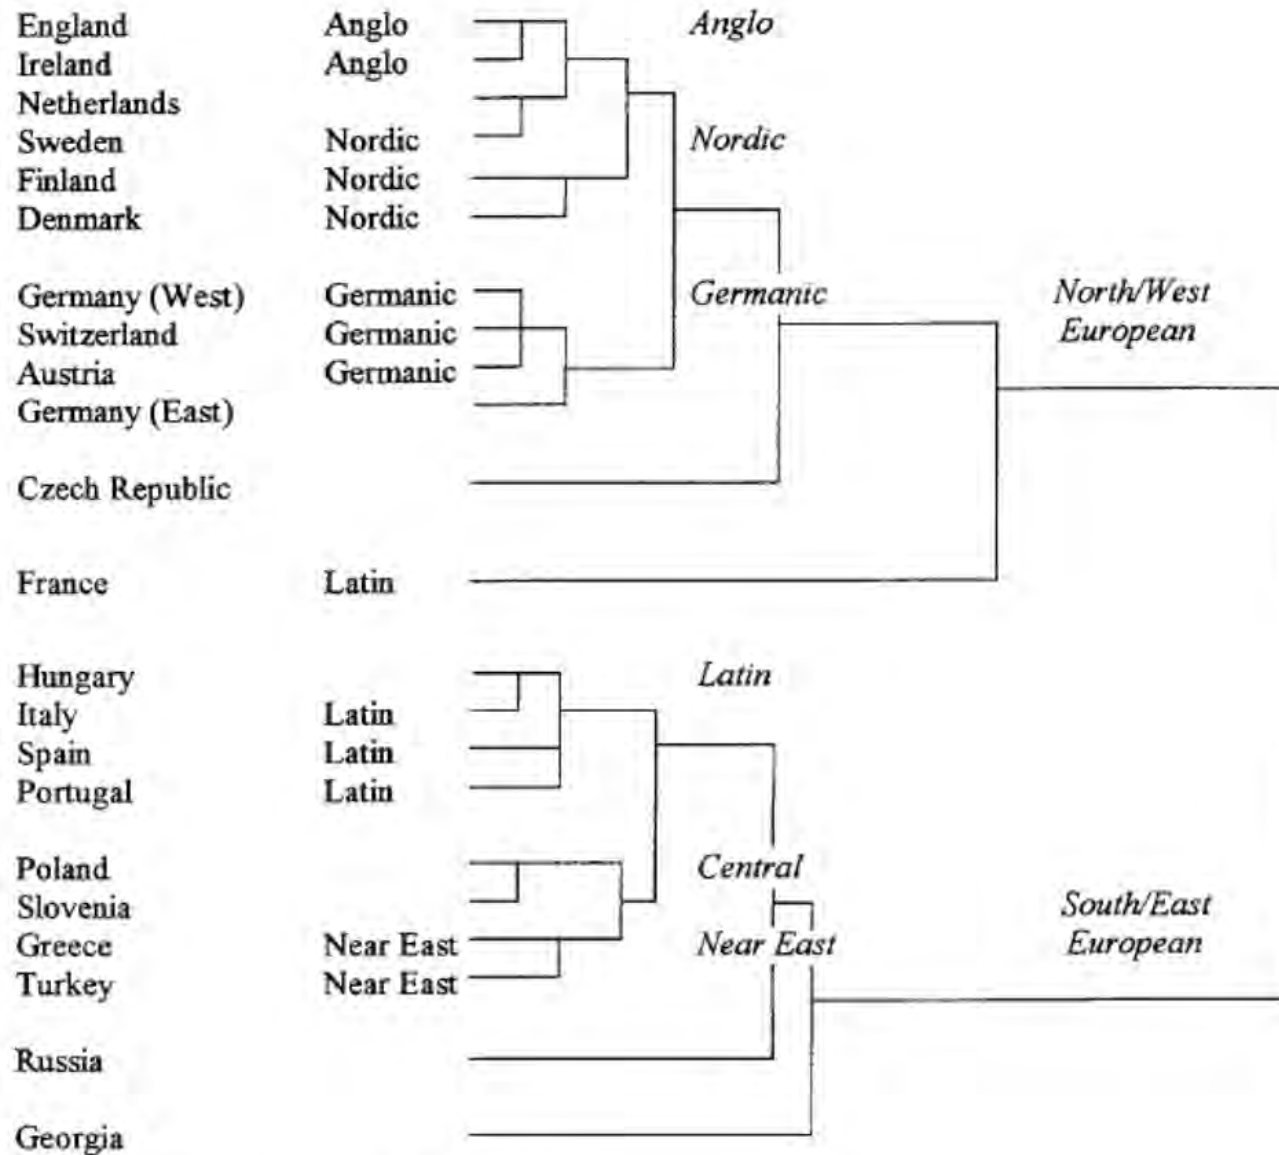 England Anglo Anglo
Ireland Anglo
Netherlands
Sweden Nordic Nordic
Finland Nordic
Denmark Nordic
Germany (West) Germanic Germanic North/West
Switzerland Germanic European
Austria Germanic
Germany (East)
Czech Republic
France Latin
Hungary Latin
Italy Latin
Spain Latin
Portugal Latin
Poland Central
Slovenia South/East
Greece Near East Near East European
Turkey Near East
Russia
Georgia